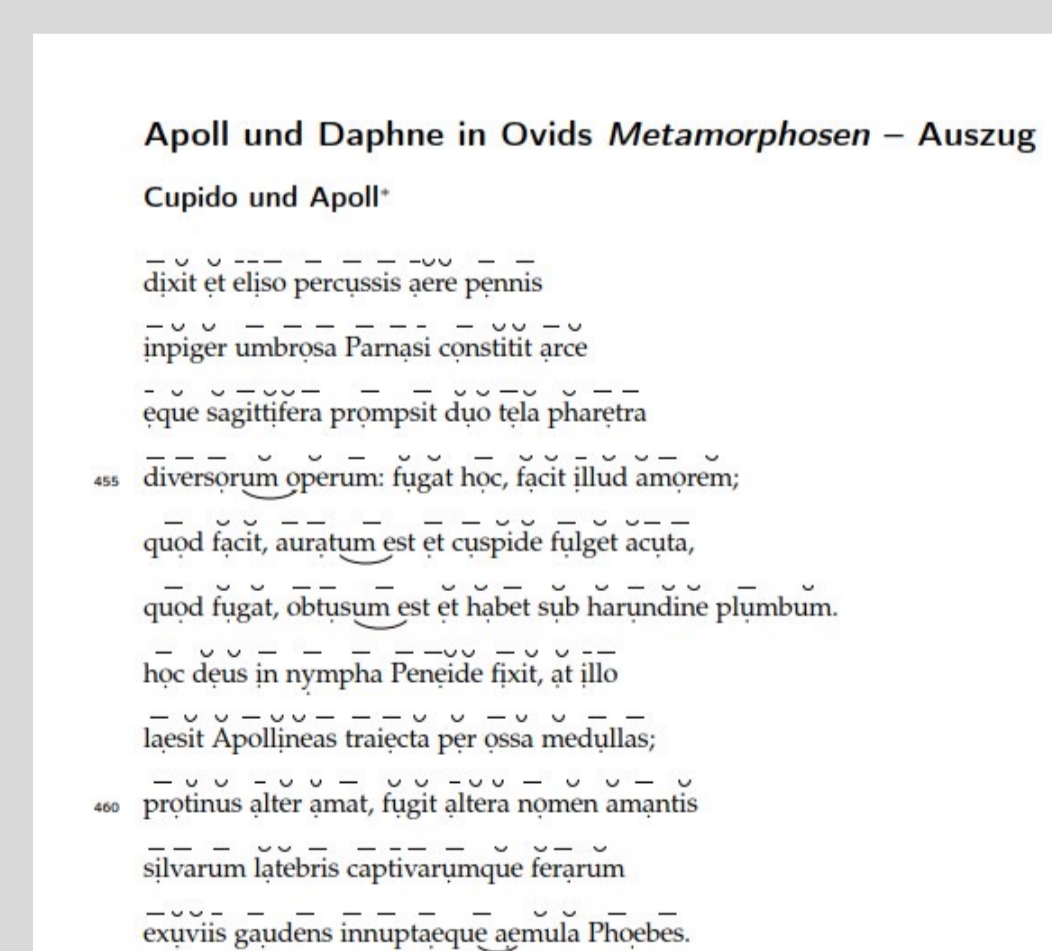 Apoll und Daphne in Ovids Metamorphosen – Auszug
Cupido und Apoll*
dixit et eliso percussis aere pennis
inpiger umbrosa Parnasi constitit arce
eque sagittifera prompsit duo tela pharetra
455 diversorum operum: fugat hoc, facit illud amorem;
quod facit, auratum est et cuspide fulget acuta,
quod fugat, obtusum est et habet sub harundine plumbum.
hoc deus in nympha Peneide fixit, at illo
laesit Apollineas traiecta per ossa medullas;
460 protinus alter amat, fugit altera nomen amantis
silvarum latebris captivarumque ferarum
exuviis gaudens innuptaeque aemula Phoebes.